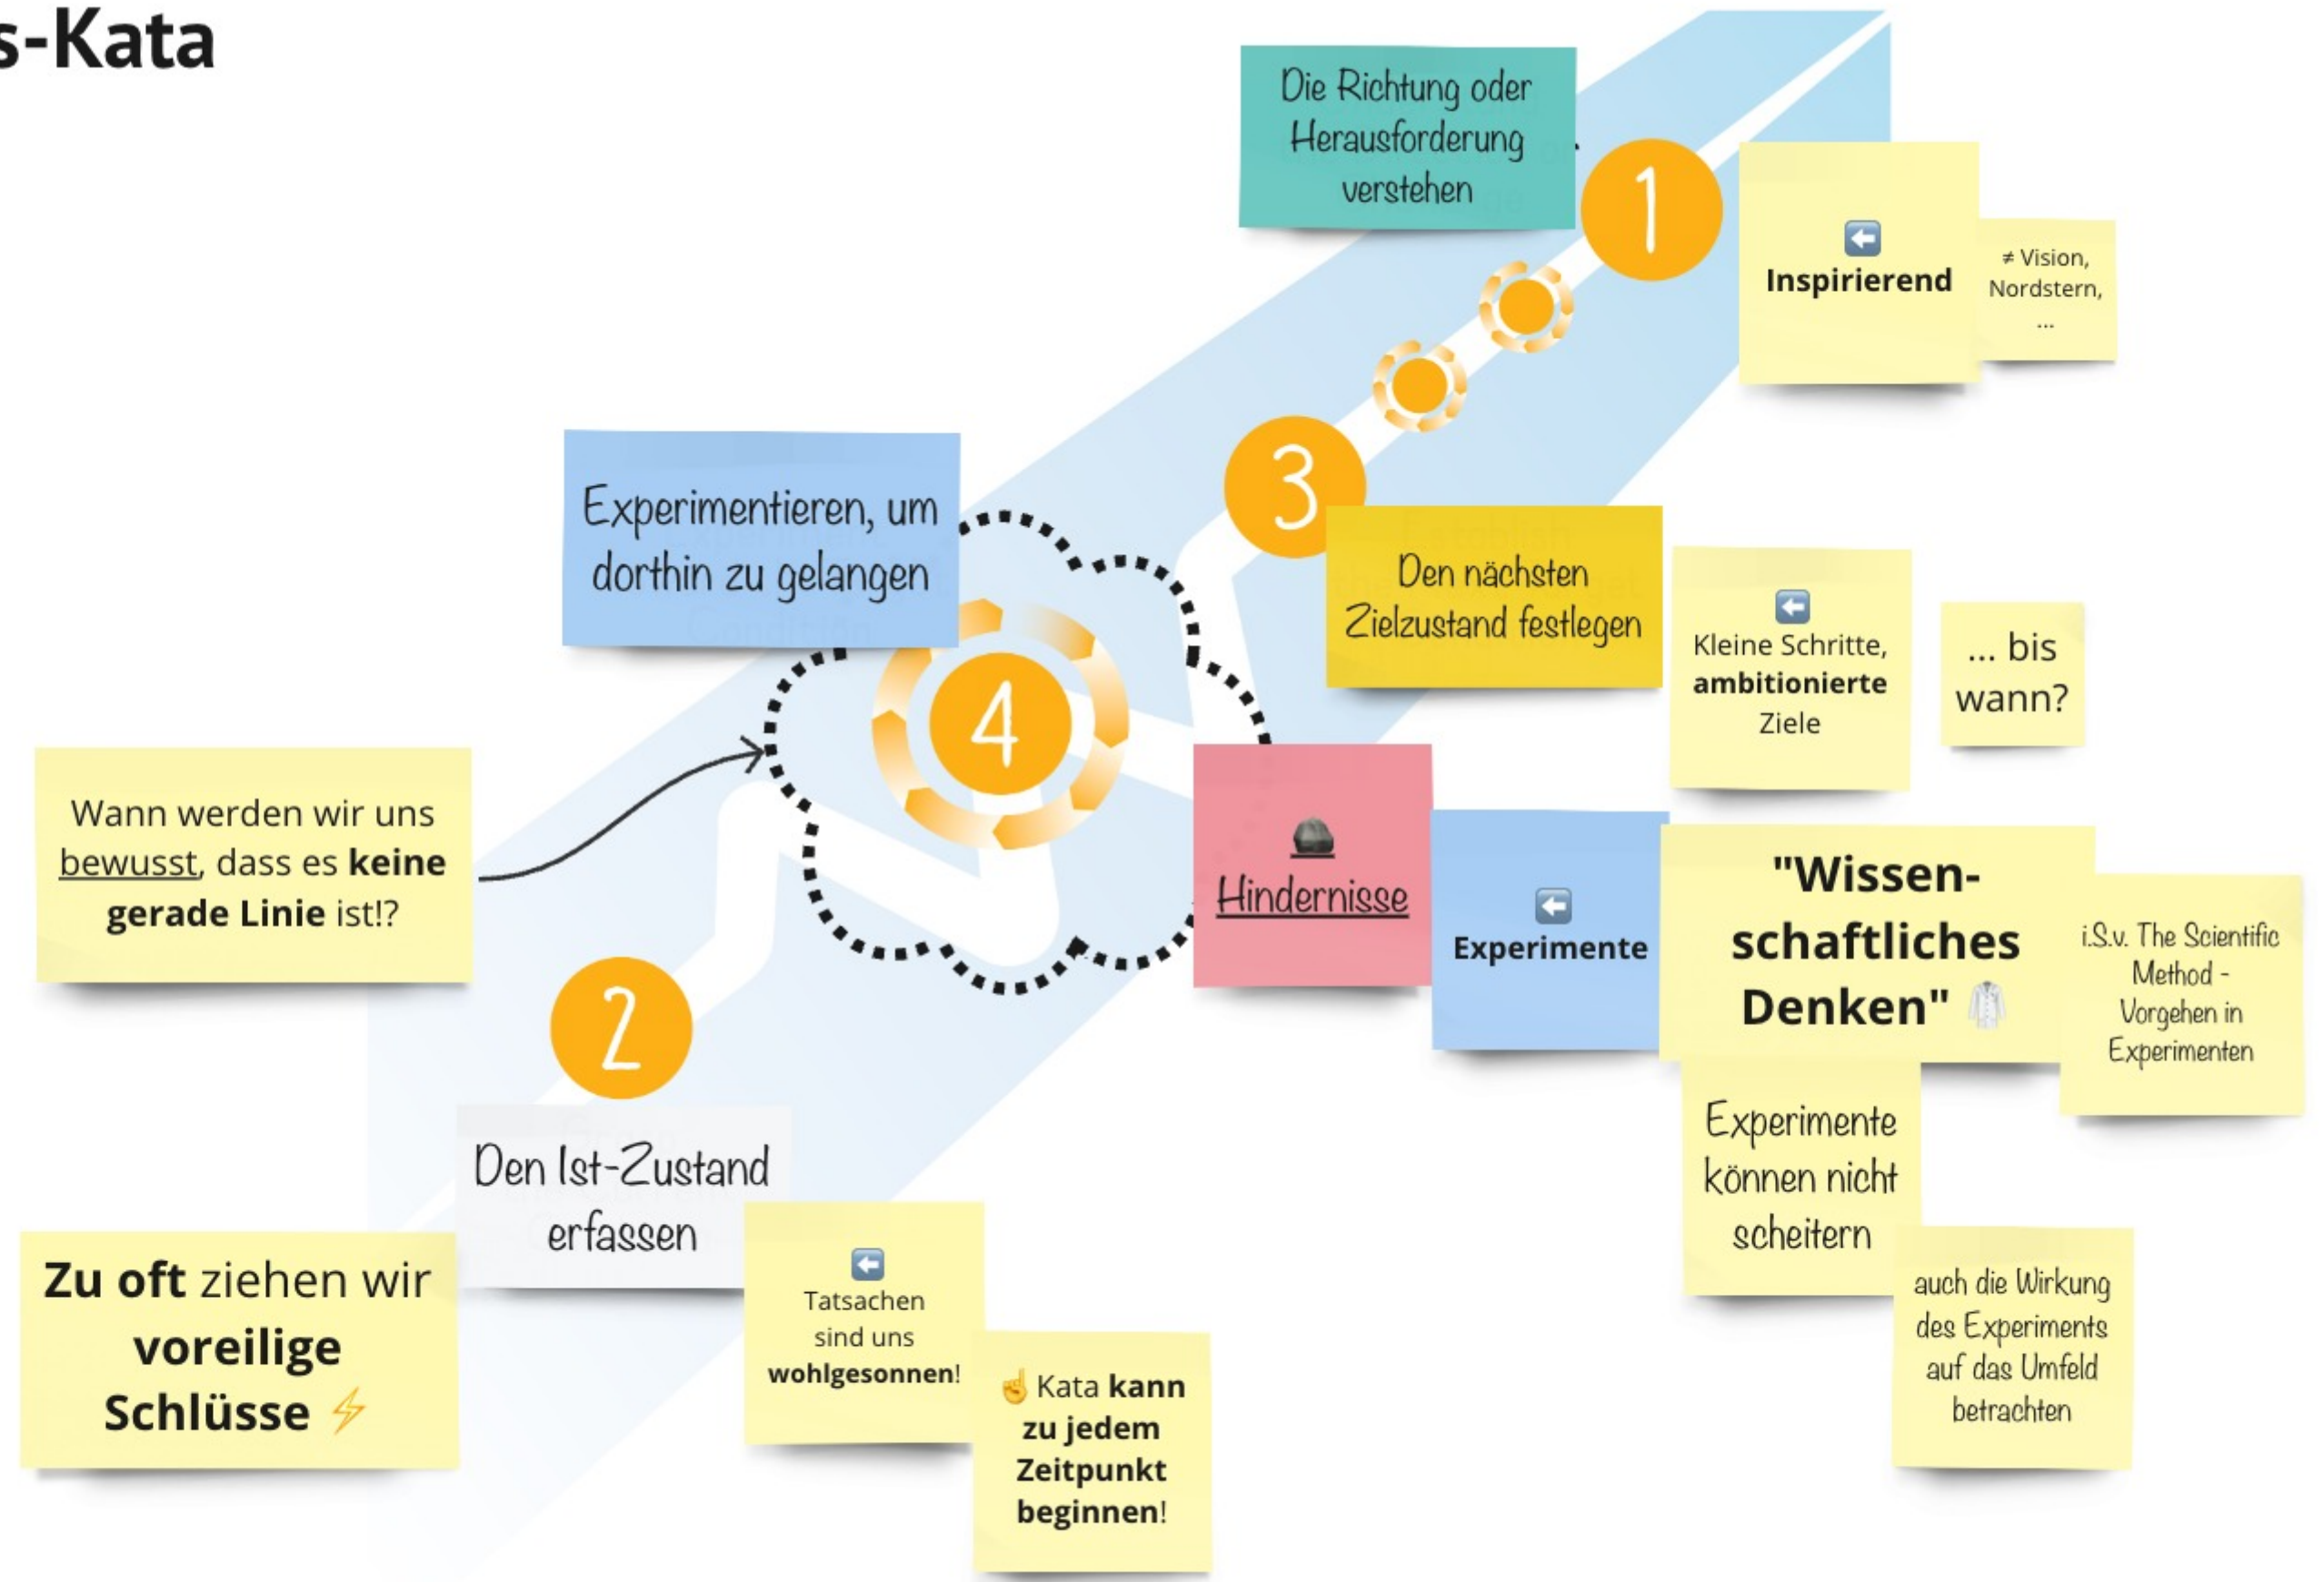 s-Kata
Die Richtung oder
Herausforderung
verstehen
1
Inspirierend
≠ Vision,
Nordstern,
...
3
Den nächsten
Zielzustand festlegen
Kleine Schritte,
ambitionierte
Ziele
... bis
wann?
Experimentieren, um
dorthin zu gelangen
4
Wann werden wir uns
bewusst, dass es keine
gerade Linie ist!?
Hindernisse
Experimente
"Wissen-
schaftliches
Denken"
i.S.v. The Scientific
Method -
Vorgehen in
Experimenten
Experimente
können nicht
scheitern
auch die Wirkung
des Experiments
auf das Umfeld
betrachten
2
Den Ist-Zustand
erfassen
Zu oft ziehen wir
voreilige
Schlüsse ⚡
Tatsachen
sind uns
wohlgesonnen!
☝ Kata kann
zu jedem
Zeitpunkt
beginnen!